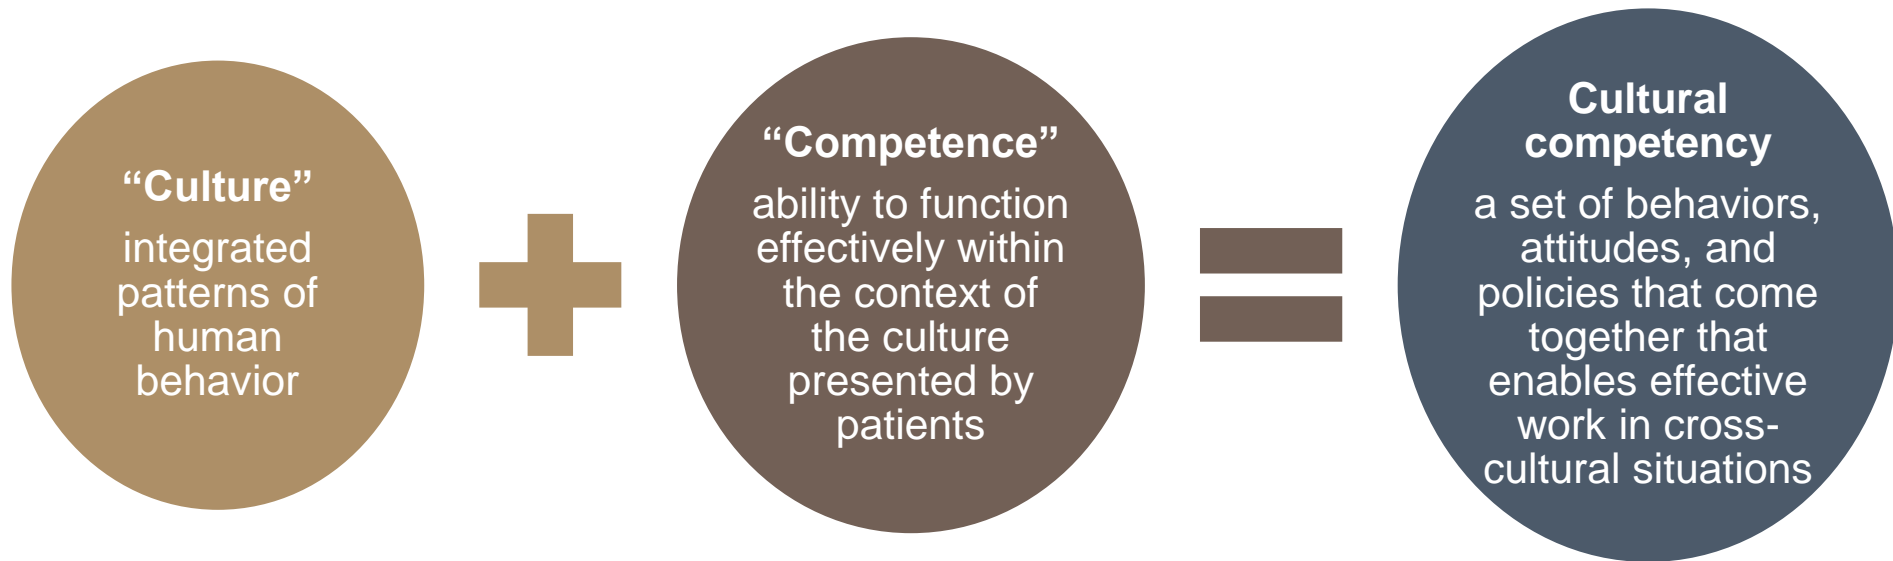 “Culture”
integrated
patterns of
human
behavior
“Competence”
ability to function
effectively within
the context of
the culture
presented by
patients
Cultural
competency
a set of behaviors,
attitudes, and
policies that come
together that
enables effective
work in cross-
cultural situations